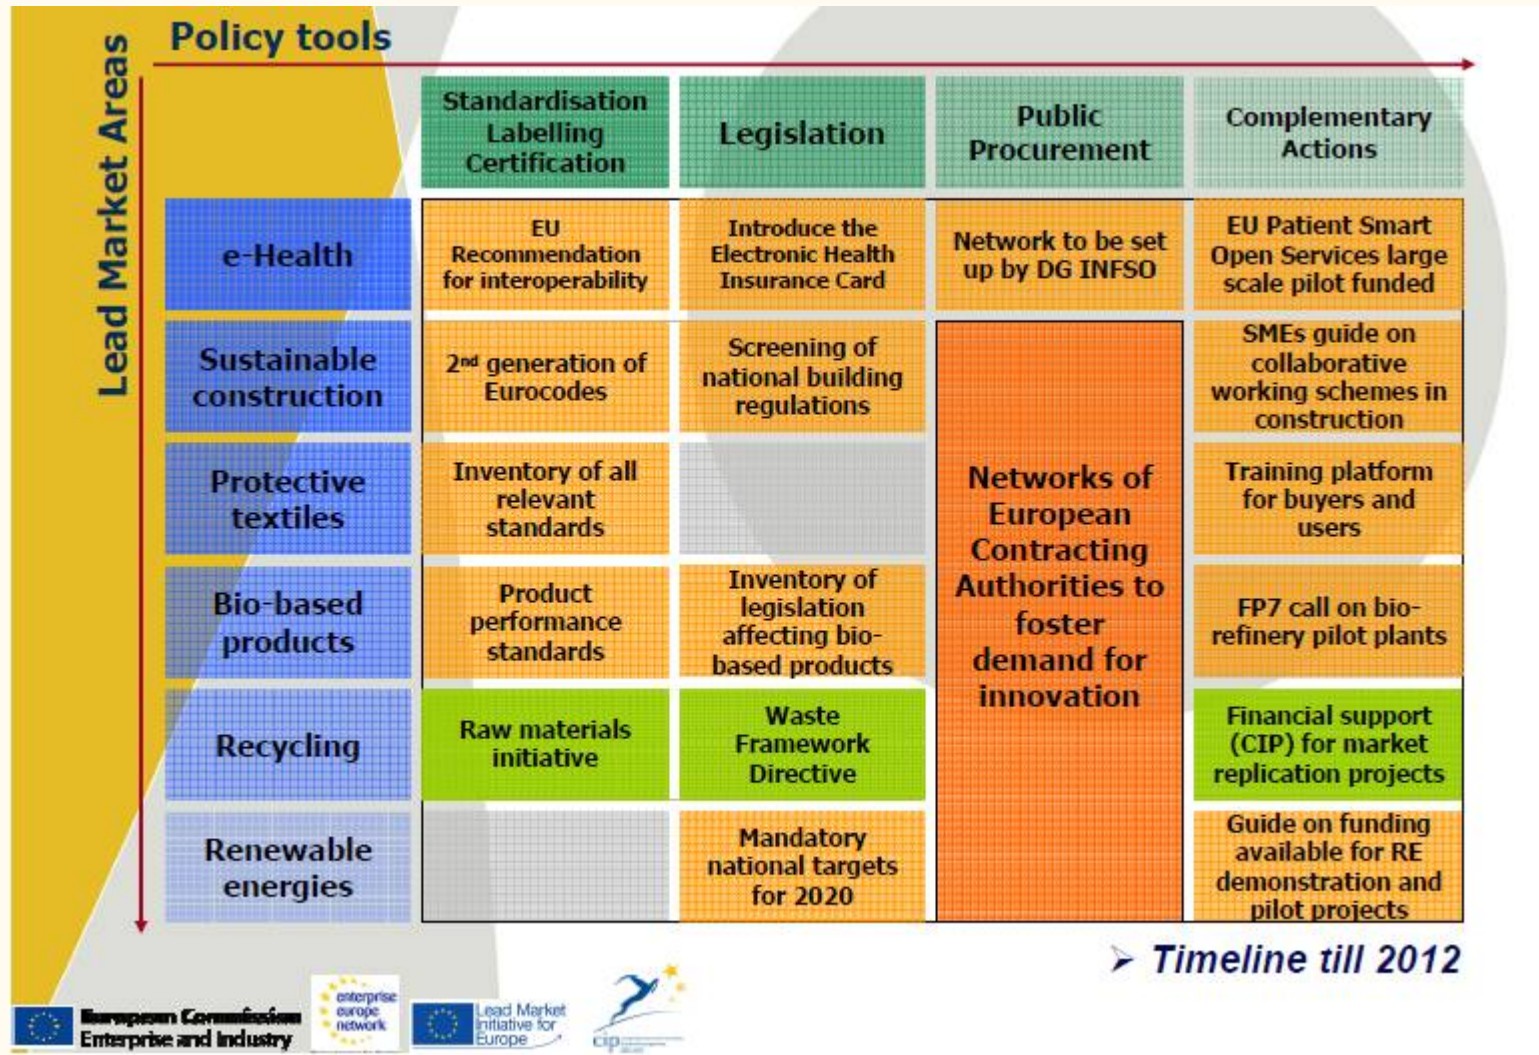 Policy tools
Lead Market Areas
Standardisation
Labelling
Certification
Legislation
Public
Procurement
Complementary
Actions
e-Health
EU
Recommendation
for interoperability
Introduce the
Electronic Health
Insurance Card
Network to be set
up by DG INFSO
EU Patient Smart
Open Services large
scale pilot funded
Sustainable
construction
2nd generation of
Eurocodes
Screening of
national building
regulations
SMEs guide on
collaborative
working schemes in
construction
Protective
textiles
Inventory of all
relevant
standards
Networks of
European
Contracting
Authorities to
foster
demand for
innovation
Training platform
for buyers and
users
Bio-based
products
Product
performance
standards
Inventory of
legislation
affecting bio-
based products
FP7 call on bio-
refinery pilot plants
Recycling
Raw materials
initiative
Waste
Framework
Directive
Financial support
(CIP) for market
replication projects
Renewable
energies
Mandatory
national targets
for 2020
Guide on funding
available for RE
demonstration and
pilot projects
➢ Timeline till 2012
European Commission
Enterprise and Industry
enterprise
europe
network
Lead Market
Initiative for
Europe
cip